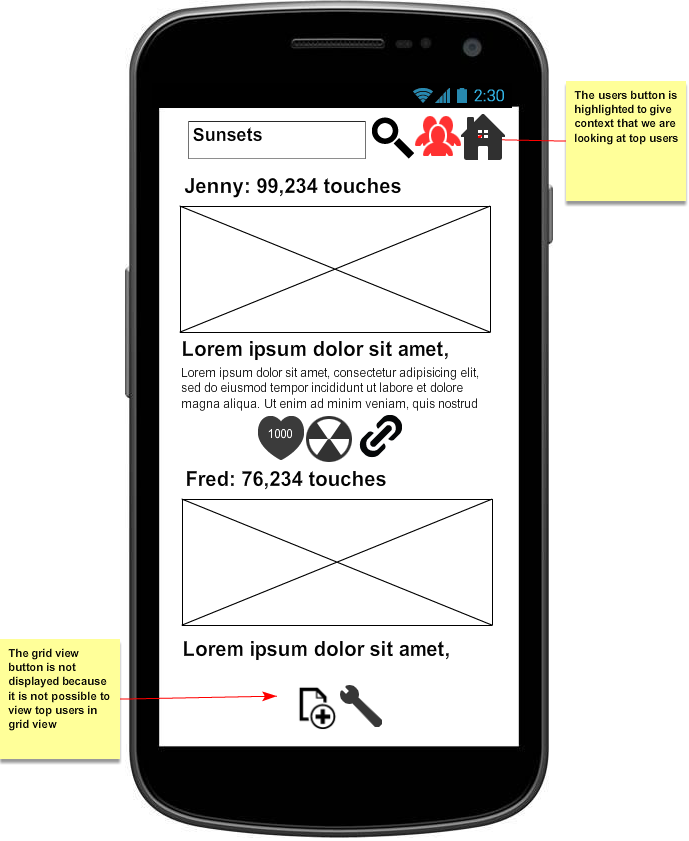 2:30
The users button is
highlighted to give
context that we are
looking at top users
Sunsets
Jenny: 99,234 touches
Lorem ipsum dolor sit amet,
Lorem ipsum dolor sit amet, consectetur adipisicing elit,
sed do eiusmod tempor incididunt ut labore et dolore
magna aliqua. Ut enim ad minim veniam, quis nostrud
1000
Fred: 76,234 touches
Lorem ipsum dolor sit amet,
The grid view
button is not
displayed because
it is not possible to
view top users in
grid view